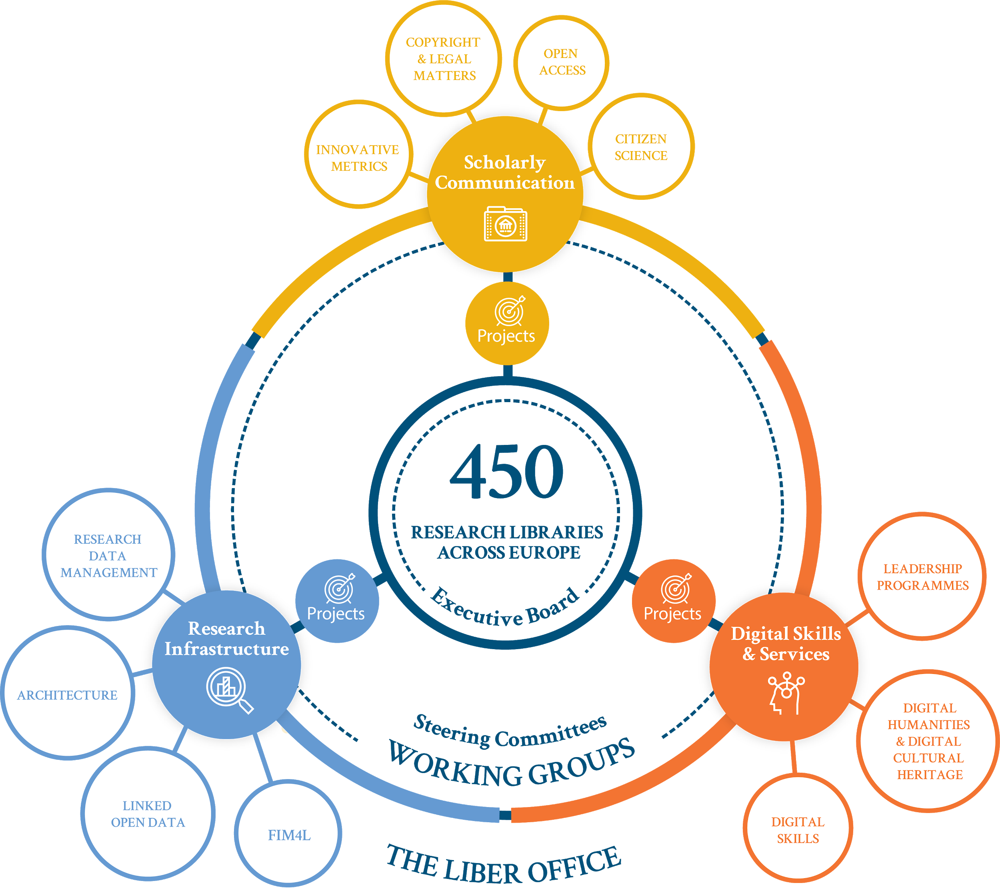 COPYRIGHT
& LEGAL
MATTERS
OPEN
ACCESS
INNOVATIVE
METRICS
CITIZEN
SCIENCE
Scholarly
Communication
Projects
450
RESEARCH LIBRARIES
ACROSS EUROPE
Executive Board
RESEARCH
DATA
MANAGEMENT
Projects
Research
Infrastructure
ARCHITECTURE
LINKED
OPEN DATA
FIM4L
Projects
Digital Skills
& Services
LEADERSHIP
PROGRAMMES
DIGITAL
HUMANITIES
& DIGITAL
CULTURAL
HERITAGE
DIGITAL
SKILLS
Steering Committees
WORKING GROUPS
THE LIBER OFFICE